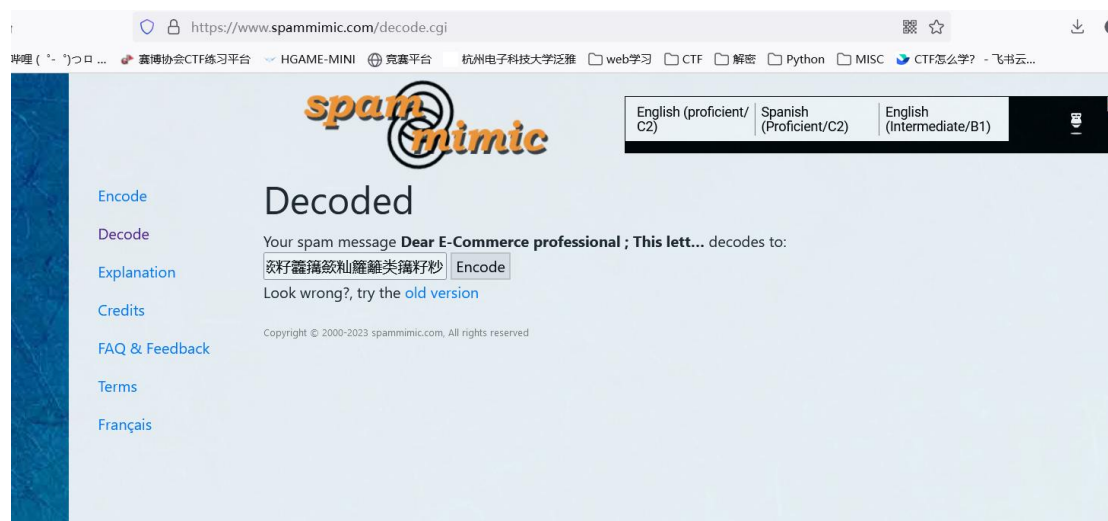 https://www.spammimic.com/decode.cgi
哔哩 ( ゜- ゜)つロ ... 赛博协会CTF练习平台 HGAME-MINI 竞赛平台 杭州电子科技大学泛雅 web学习 CTF 解密 Python MISC CTF怎么学? - 飞书云...
spam mimic
English (proficient/C2) Spanish (Proficient/C2) English (Intermediate/B1)
Encode
Decode
Explanation
Credits
FAQ & Feedback
Terms
Français
Decoded
Your spam message Dear E-Commerce professional ; This lett... decodes to:
Encode
Look wrong?, try the old version
Copyright © 2000-2023 spammimic.com, All rights reserved